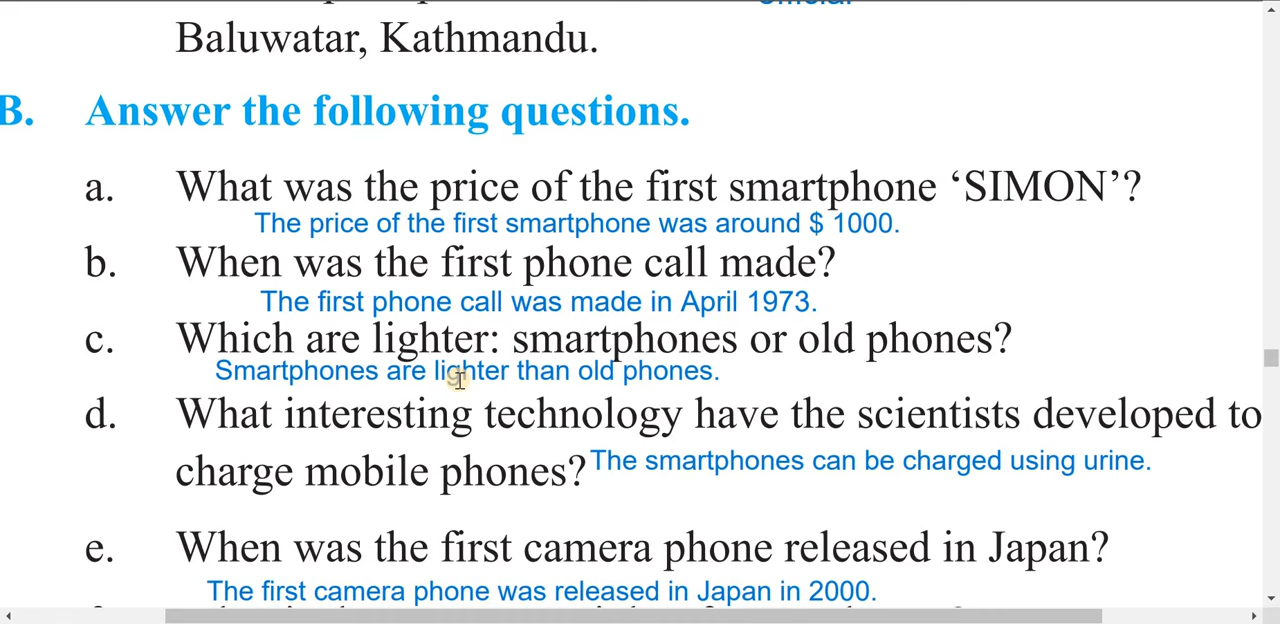 Baluwatar, Kathmandu.
B. Answer the following questions.
a. What was the price of the first smartphone ‘SIMON’?
The price of the first smartphone was around $ 1000.
b. When was the first phone call made?
The first phone call was made in April 1973.
c. Which are lighter: smartphones or old phones?
Smartphones are lighter than old phones.
d. What interesting technology have the scientists developed to
charge mobile phones? The smartphones can be charged using urine.
e. When was the first camera phone released in Japan?
The first camera phone was released in Japan in 2000.